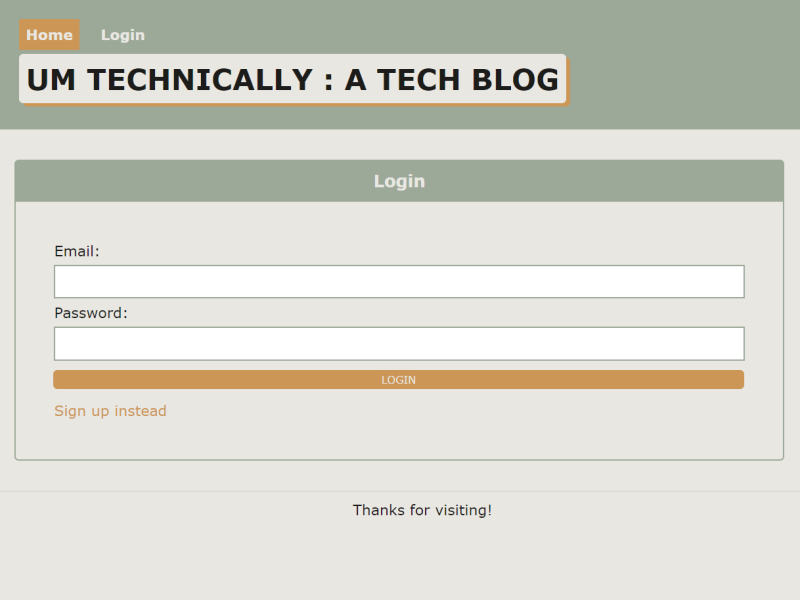 Home Login
UM TECHNICALLY : A TECH BLOG
Login
Email:
Password:
LOGIN
Sign up instead
Thanks for visiting!